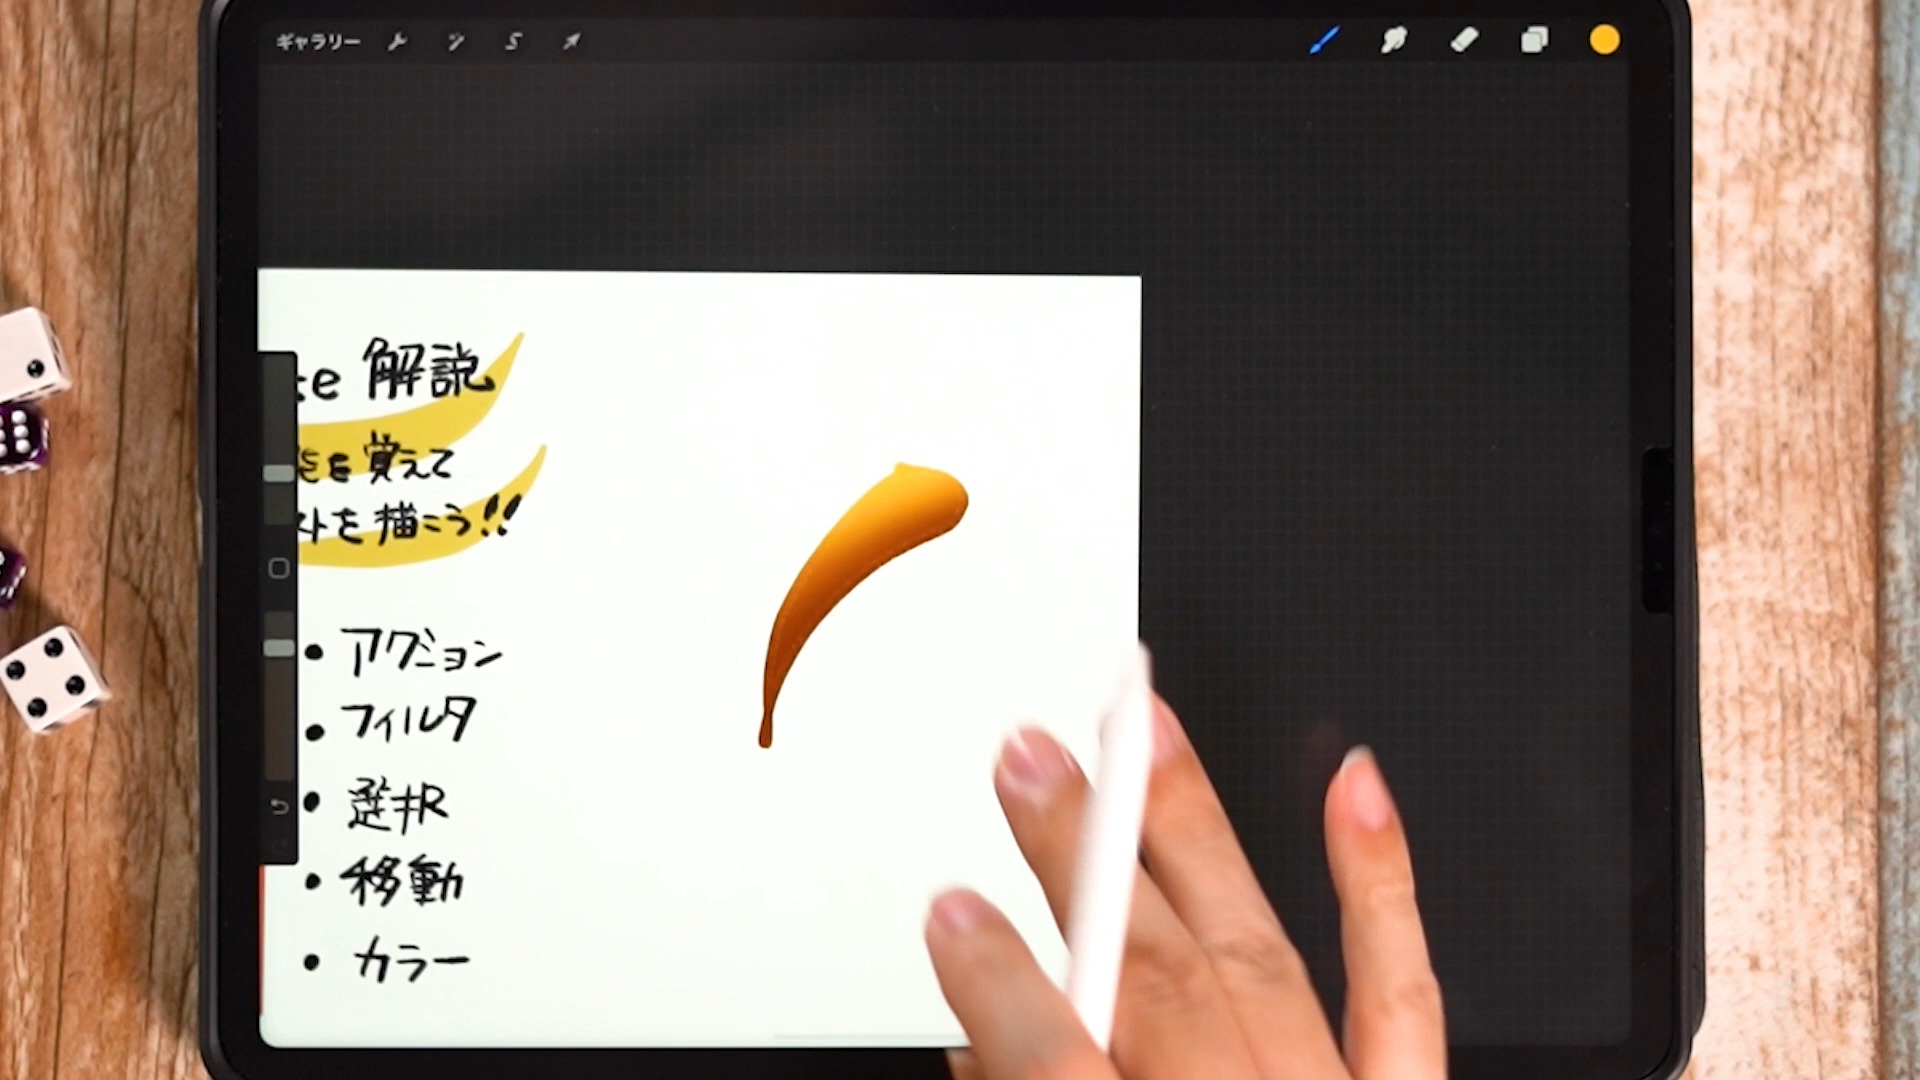 ギャラリー
te 解説
を覚えて
トを描こう!!
• アクション
• フィルタ
• 選択
• 移動
• カラー